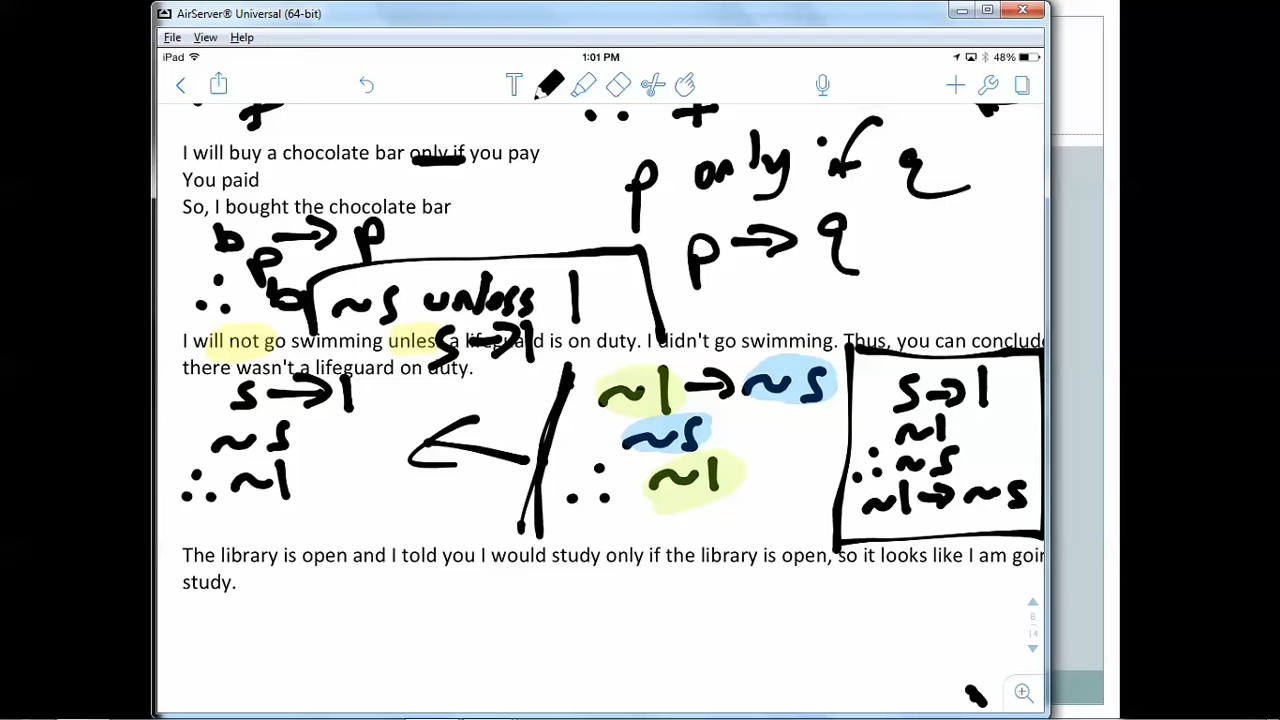 AirServer® Universal (64-bit)
File View Help
iPad 1:01 PM 48%
T
I will buy a chocolate bar only if you pay
You paid
So, I bought the chocolate bar
p only if q
p → q
b → p
p
∴ b
~s unless l
s → l
I will not go swimming unless a lifeguard is on duty. I didn't go swimming. Thus, you can conclude
there wasn't a lifeguard on duty.
s → l
~s
∴ ~l
~l → ~s
~s
∴ ~l
s → l
~l
∴ ~s
~l → ~s
The library is open and I told you I would study only if the library is open, so it looks like I am goin
study.
8
14